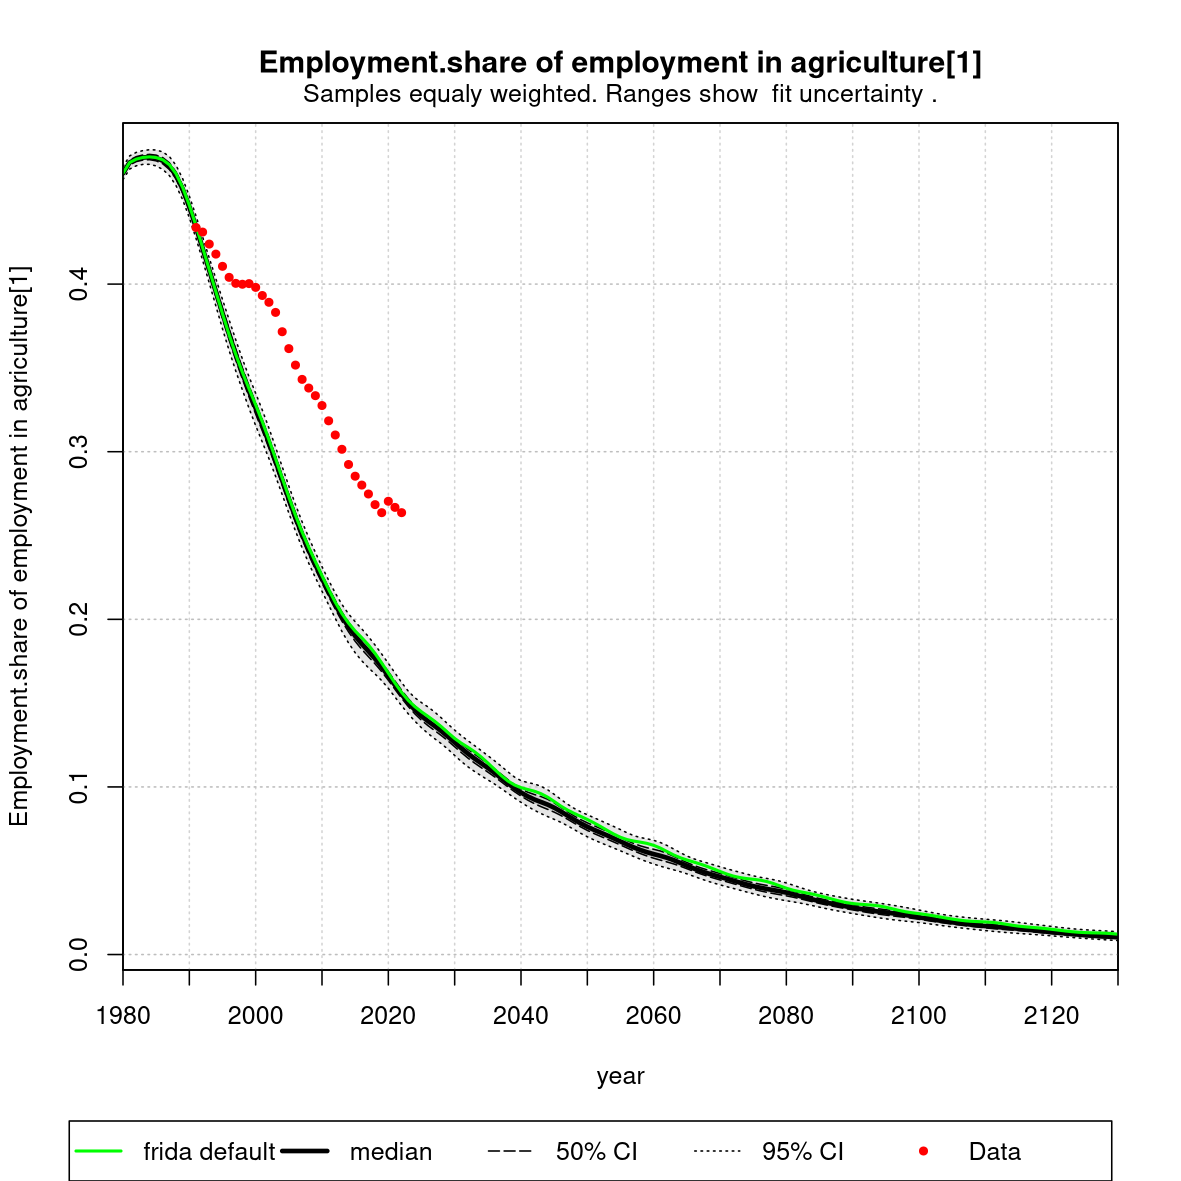 Employment.share of employment in agriculture[1]
Samples equaly weighted. Ranges show  fit uncertainty .
Employment.share of employment in agriculture[1]
0.4
0.3
0.2
0.1
0.0
1980 2000 2020 2040 2060 2080 2100 2120
year
frida default median 50% CI 95% CI Data